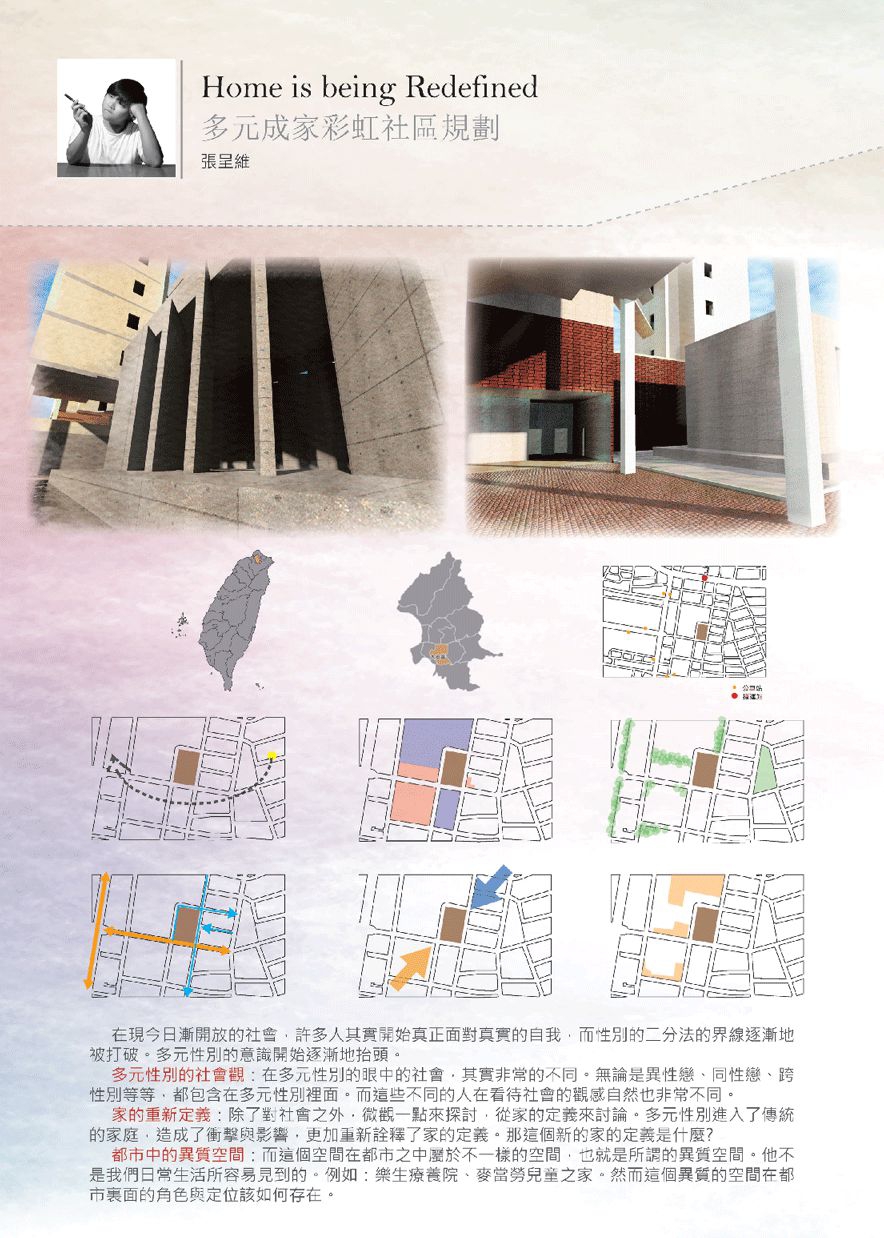 Home is being Redefined
多元成家彩虹社區規劃
張呈維
公車站
捷運站
在現今日漸開放的社會，許多人其實開始真正面對真實的自我，而性別的二分法的界線逐漸地
被打破。多元性別的意識開始逐漸地抬頭。
多元性別的社會觀：在多元性別的眼中的社會，其實非常的不同。無論是異性戀、同性戀、跨
性別等等，都包含在多元性別裡面。而這些不同的人在看待社會的觀感自然也非常不同。
家的重新定義：除了對社會之外，微觀一點來探討，從家的定義來討論。多元性別進入了傳統
的家庭，造成了衝擊與影響，更加重新詮釋了家的定義。那這個新的家的定義是什麼?
都市中的異質空間：而這個空間在都市之中屬於不一樣的空間，也就是所謂的異質空間。他不
是我們日常生活所容易見到的。例如：樂生療養院、麥當勞兒童之家。然而這個異質的空間在都
市裏面的角色與定位該如何存在。